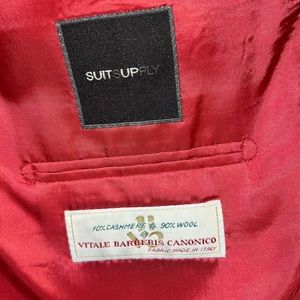 SUITSUPPLY
10% CASHMERE & 90% WOOL
VITALE BARBERIS CANONICO
FABRIC MADE IN ITALY